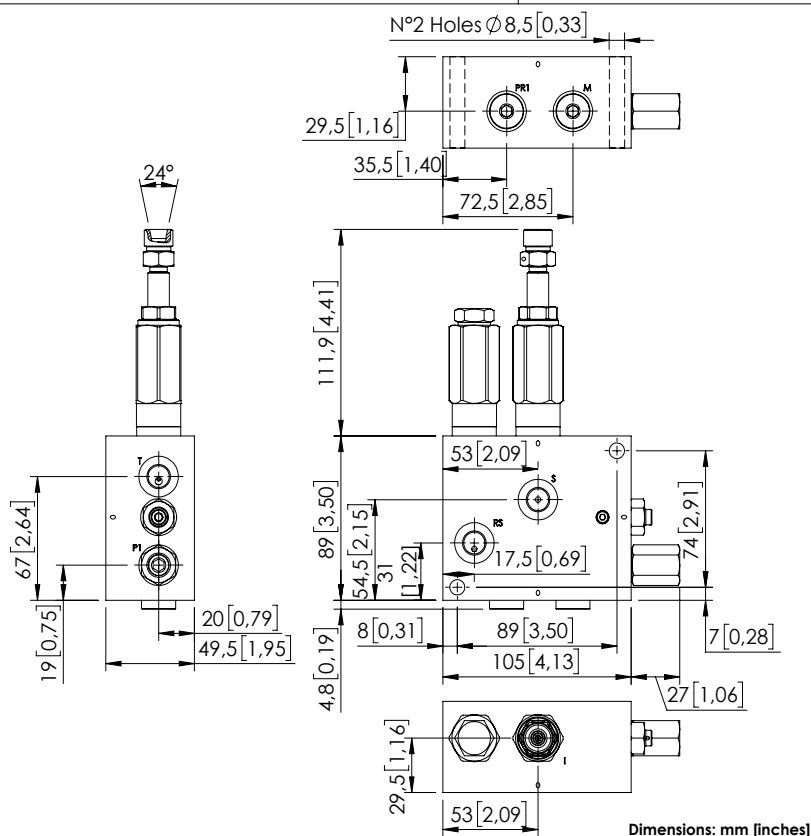 N°2 Holes ∅8,5[0,33]
PR1
M
29,5[1,16]
35,5[1,40]
72,5[2,85]
24°
111,9[4,41]
53[2,09]
T
S
67[2,64]
89[3,50]
54,5[2,15]
RS
74[2,91]
P1
31
[1,22]
17,5[0,69]
19[0,75]
20[0,79]
49,5[1,95]
4,8[0,19]
8[0,31]
89[3,50]
7[0,28]
105[4,13]
27[1,06]
29,5[1,16]
I
53[2,09]
Dimensions: mm [inches]